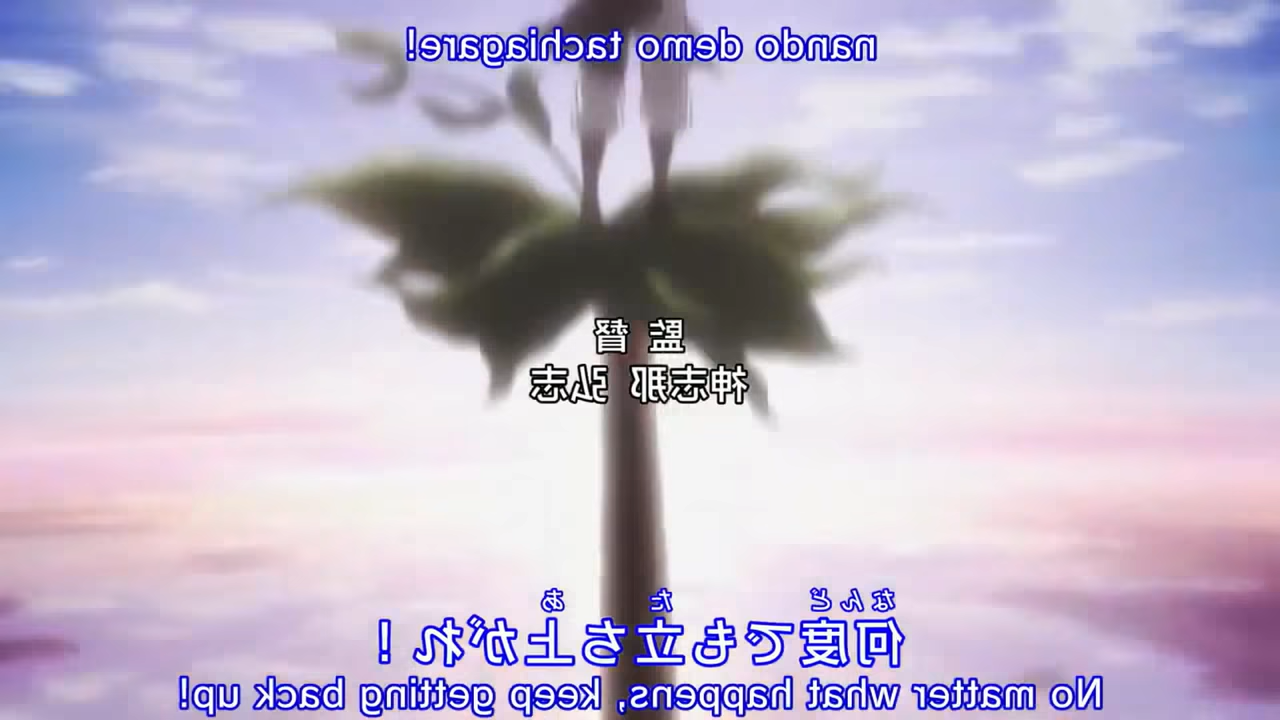 nando demo tachiagare!
監督
神志那 弘志
なんど た あ
何度でも立ち上がれ！
No matter what happens, keep getting back up!